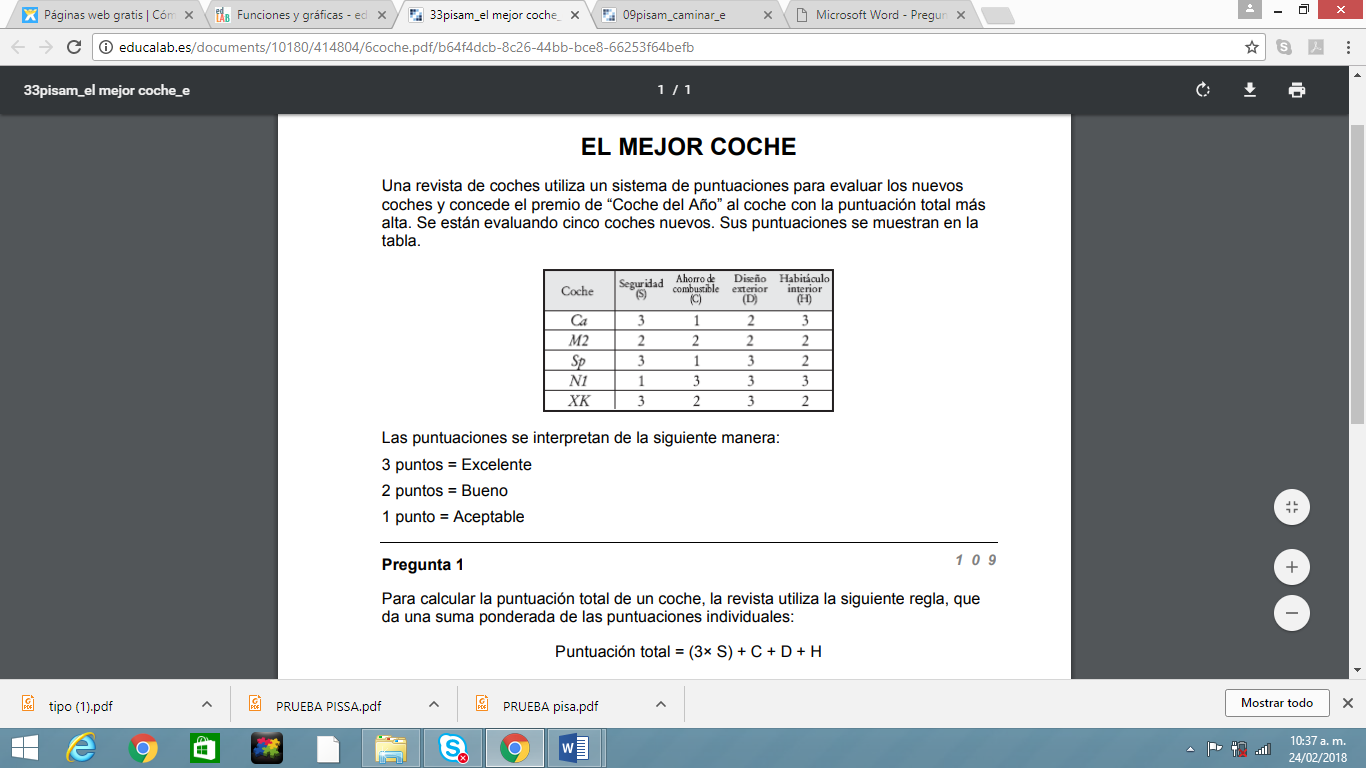 Páginas web gratis | Cóm
Funciones y gráficas - ed
33pisam_el mejor coche_
09pisam_caminar_e
Microsoft Word - Pregun
educalab.es/documents/10180/414804/6coche.pdf/b64f4dcb-8c26-44bb-bce8-66253f64befb
33pisam_el mejor coche_e
1 / 1
EL MEJOR COCHE
Una revista de coches utiliza un sistema de puntuaciones para evaluar los nuevos
coches y concede el premio de “Coche del Año” al coche con la puntuación total más
alta. Se están evaluando cinco coches nuevos. Sus puntuaciones se muestran en la
tabla.
Coche
Seguridad
(S)
Ahorro de
combustible
(C)
Diseño
exterior
(D)
Habitáculo
interior
(H)
Ca 3 1 2 3
M2 2 2 2 2
Sp 3 1 3 2
N1 1 3 3 3
XK 3 2 3 2
Las puntuaciones se interpretan de la siguiente manera:
3 puntos = Excelente
2 puntos = Bueno
1 punto = Aceptable
Pregunta 1
1 0 9
Para calcular la puntuación total de un coche, la revista utiliza la siguiente regla, que
da una suma ponderada de las puntuaciones individuales:
Puntuación total = (3× S) + C + D + H
tipo (1).pdf
PRUEBA PISSA.pdf
PRUEBA pisa.pdf
Mostrar todo
10:37 a. m.
24/02/2018